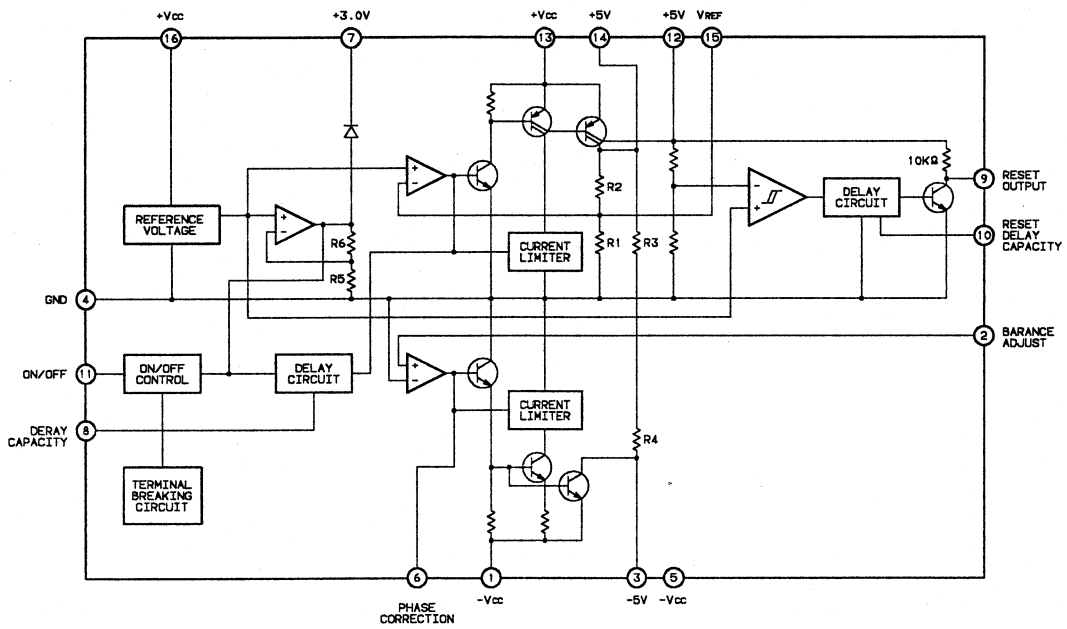 +Vcc
+3.0V
+Vcc
+5V
+5V
VREF
16
7
13
14
12
15
10KΩ
9
RESET
OUTPUT
R2
DELAY
CIRCUIT
REFERENCE
VOLTAGE
R6
R1
R3
10
RESET
DELAY
CAPACITY
CURRENT
LIMITER
R5
GND
4
2
BARANCE
ADJUST
ON/OFF
11
ON/OFF
CONTROL
DELAY
CIRCUIT
CURRENT
LIMITER
DERAY
CAPACITY
8
R4
TERMINAL
BREAKING
CIRCUIT
6
1
3
5
PHASE
CORRECTION
-Vcc
-5V
-Vcc